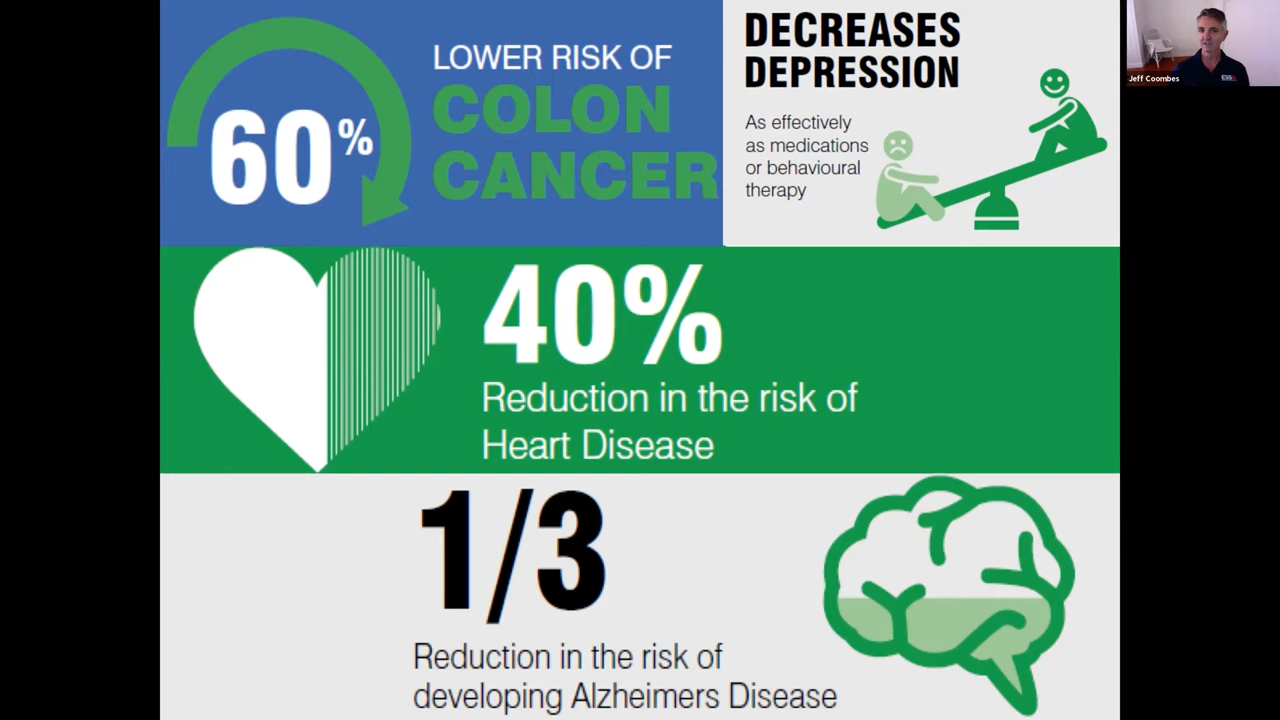 60%
LOWER RISK OF
COLON
CANCER
DECREASES
DEPRESSION
As effectively
as medications
or behavioural
therapy
40%
Reduction in the risk of
Heart Disease
1/3
Reduction in the risk of
developing Alzheimers Disease
Jeff Coombes